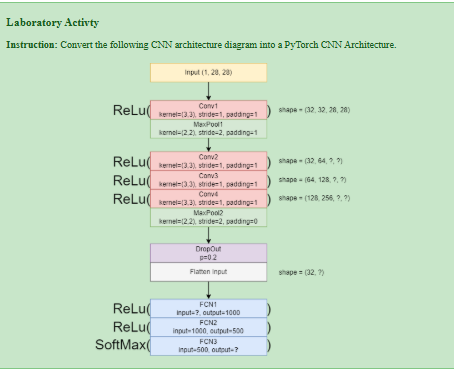 Laboratory Activty
Instruction: Convert the following CNN architecture diagram into a PyTorch CNN Architecture.
Input (1, 28, 28)
ReLu( Conv1 ) shape = (32, 32, 28, 28)
kernel=(3,3), stride=1, padding=1
MaxPool1
kernel=(2,2), stride=2, padding=1
ReLu( Conv2 ) shape = (32, 64, ?, ?)
kernel=(3,3), stride=1, padding=1
ReLu( Conv3 ) shape = (64, 128, ?, ?)
kernel=(3,3), stride=1, padding=1
ReLu( Conv4 ) shape = (128, 256, ?, ?)
kernel=(3,3), stride=1, padding=1
MaxPool2
kernel=(2,2), stride=2, padding=0
DropOut
p=0.2
Flatten Input shape = (32, ?)
ReLu( FCN1 )
input=?, output=1000
ReLu( FCN2 )
input=1000, output=500
SoftMax( FCN3 )
input=500, output=?